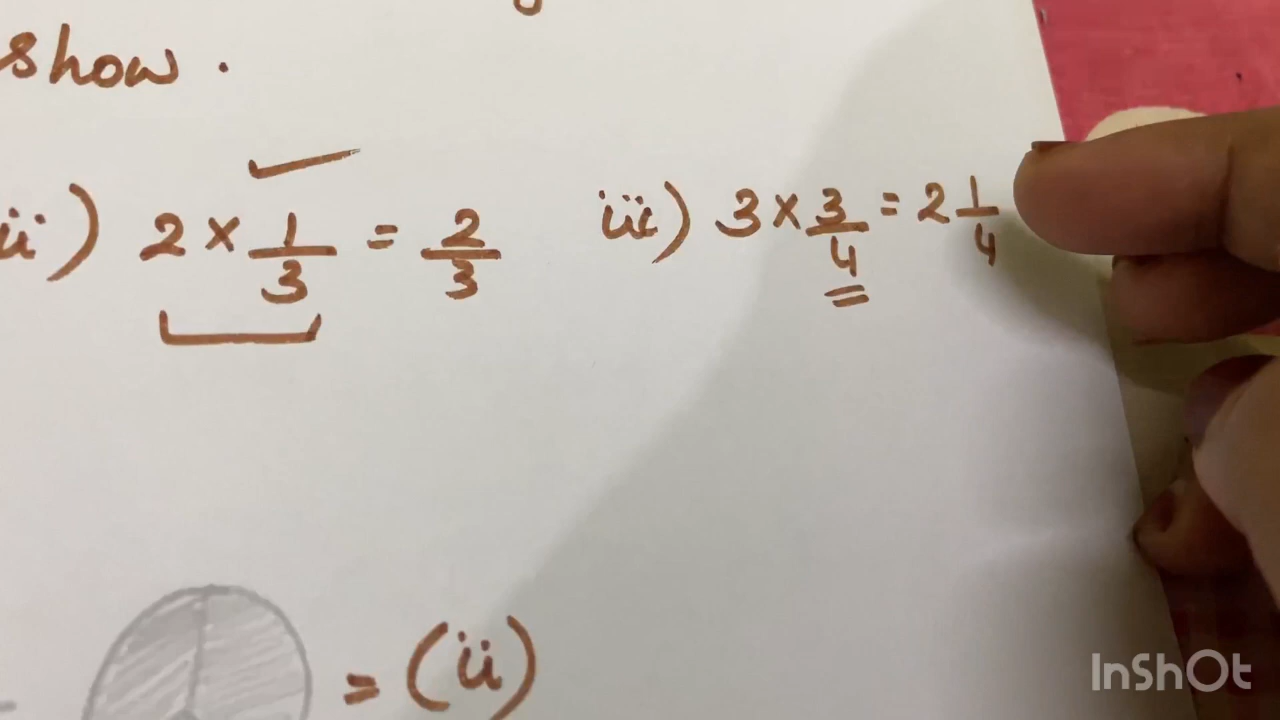 show.
ii) 2 × 1/3 = 2/3 iii) 3 × 3/4 = 2 1/4
= (ii)
InShOt